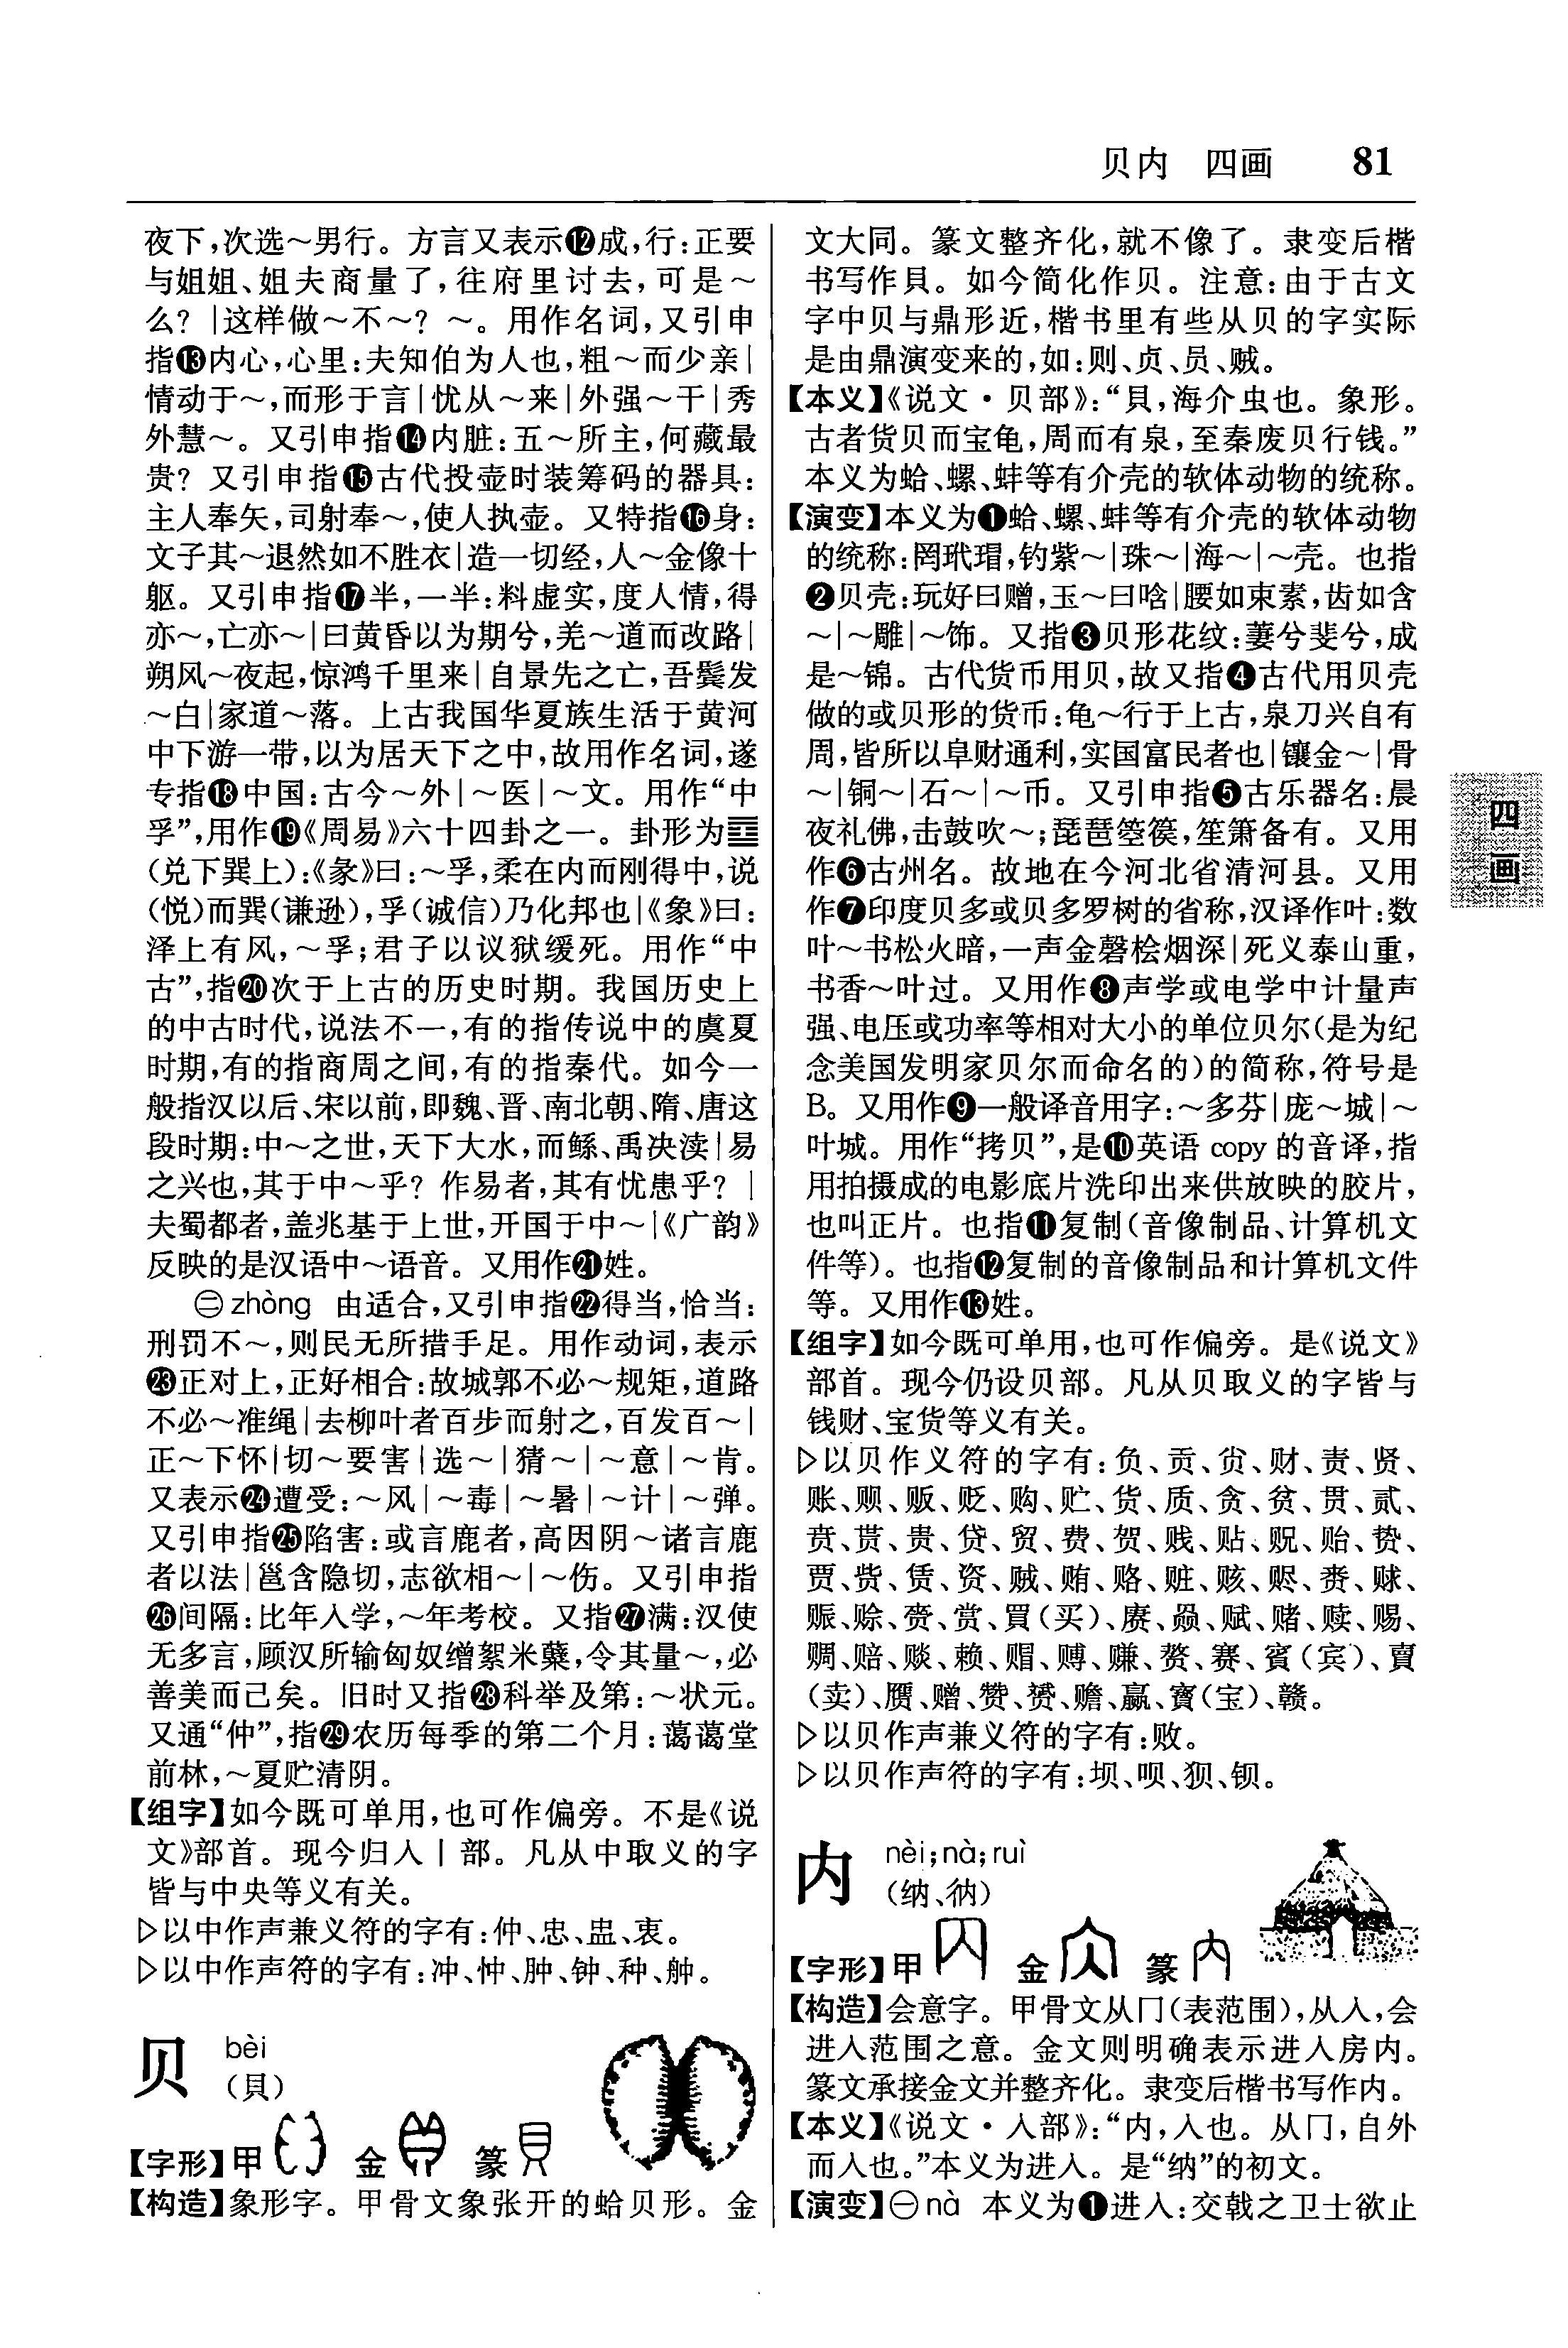 贝内 四画 81
夜下,次选～男行。方言又表示⓬成,行:正要
与姐姐、姐夫商量了,往府里讨去,可是～
么? |这样做～不～? ～。用作名词,又引申
指⓭内心,心里:夫知伯为人也,粗～而少亲|
情动于～,而形于言|忧从～来|外强～干|秀
外慧～。又引申指⓮内脏:五～所主,何藏最
贵? 又引申指⓯古代投壶时装筹码的器具:
主人奉矢,司射奉～,使人执壶。又特指⓰身:
文子其～退然如不胜衣|造一切经,人～金像十
躯。又引申指⓱半,一半:料虚实,度人情,得
亦～,亡亦～|曰黄昏以为期兮,羌～道而改路|
朔风～夜起,惊鸿千里来|自景先之亡,吾鬓发
～白|家道～落。上古我国华夏族生活于黄河
中下游一带,以为居天下之中,故用作名词,遂
专指⓲中国:古今～外|～医|～文。用作“中
孚”,用作⓳《周易》六十四卦之一。卦形为䷼
(兑下巽上):《彖》曰:～孚,柔在内而刚得中,说
(悦)而巽(谦逊),孚(诚信)乃化邦也|《象》曰:
泽上有风,～孚;君子以议狱缓死。用作“中
古”,指⓴次于上古的历史时期。我国历史上
的中古时代,说法不一,有的指传说中的虞夏
时期,有的指商周之间,有的指秦代。如今一
般指汉以后、宋以前,即魏、晋、南北朝、隋、唐这
段时期:中～之世,天下大水,而鲧、禹决渎|易
之兴也,其于中～乎? 作易者,其有忧患乎? |
夫蜀都者,盖兆基于上世,开国于中～|《广韵》
反映的是汉语中～语音。又用作㉑姓。
㊁zhòng 由适合,又引申指㉒得当,恰当:
刑罚不～,则民无所措手足。用作动词,表示
㉓正对上,正好相合:故城郭不必～规矩,道路
不必～准绳|去柳叶者百步而射之,百发百～|
正～下怀|切～要害|选～|猜～|～意|～肯。
又表示㉔遭受:～风|～毒|～暑|～计|～弹。
又引申指㉕陷害:或言鹿者,高因阴～诸言鹿
者以法|邕含隐切,志欲相～|～伤。又引申指
㉖间隔:比年入学,～年考校。又指㉗满:汉使
无多言,顾汉所输匈奴缯絮米糵,令其量～,必
善美而已矣。旧时又指㉘科举及第:～状元。
又通“仲”,指㉙农历每季的第二个月:蔼蔼堂
前林,～夏贮清阴。
【组字】如今既可单用,也可作偏旁。不是《说
文》部首。现今归入丨部。凡从中取义的字
皆与中央等义有关。
▷以中作声兼义符的字有:仲、忠、盅、衷。
▷以中作声符的字有:冲、忡、肿、钟、种、舯。
贝 bèi
(貝)
【字形】甲 金 篆
【构造】象形字。甲骨文象张开的蛤贝形。金
文大同。篆文整齐化,就不像了。隶变后楷
书写作貝。如今简化作贝。注意:由于古文
字中贝与鼎形近,楷书里有些从贝的字实际
是由鼎演变来的,如:则、贞、员、贼。
【本义】《说文·贝部》:“貝,海介虫也。象形。
古者货贝而宝龟,周而有泉,至秦废贝行钱。”
本义为蛤、螺、蚌等有介壳的软体动物的统称。
【演变】本义为❶蛤、螺、蚌等有介壳的软体动物
的统称:罔玳瑁,钓紫～|珠～|海～|～壳。也指
❷贝壳:玩好曰赠,玉～曰唅|腰如束素,齿如含
～|～雕|～饰。又指❸贝形花纹:萋兮斐兮,成
是～锦。古代货币用贝,故又指❹古代用贝壳
做的或贝形的货币:龟～行于上古,泉刀兴自有
周,皆所以阜财通利,实国富民者也|镶金～|骨
～|铜～|石～|～币。又引申指❺古乐器名:晨
夜礼佛,击鼓吹～;琵琶箜篌,笙箫备有。又用
作❻古州名。故地在今河北省清河县。又用
作❼印度贝多或贝多罗树的省称,汉译作叶:数
叶～书松火暗,一声金磬桧烟深|死义泰山重,
书香～叶过。又用作❽声学或电学中计量声
强、电压或功率等相对大小的单位贝尔(是为纪
念美国发明家贝尔而命名的)的简称,符号是
B。又用作❾一般译音用字:～多芬|庞～城|～
叶城。用作“拷贝”,是❿英语 copy 的音译,指
用拍摄成的电影底片洗印出来供放映的胶片,
也叫正片。也指⓫复制(音像制品、计算机文
件等)。也指⓬复制的音像制品和计算机文件
等。又用作⓭姓。
【组字】如今既可单用,也可作偏旁。是《说文》
部首。现今仍设贝部。凡从贝取义的字皆与
钱财、宝货等义有关。
▷以贝作义符的字有:负、贡、贠、财、责、贤、
账、贩、贬、购、贮、货、质、贪、贫、贯、贰、
贲、贳、贵、贷、贸、费、贺、贱、贴、贶、贻、贽、
贾、赀、赁、资、贼、贿、赂、赃、赅、赆、赉、赇、
赈、赊、赍、赏、買(买)、赓、赑、赋、赌、赎、赐、
赒、赔、赕、赖、赗、赙、赚、赘、赛、賓(宾)、賣
(卖)、赝、赠、赞、赟、赡、赢、寳(宝)、赣。
▷以贝作声兼义符的字有:败。
▷以贝作声符的字有:坝、呗、狈、钡。
内 nèi;nà;ruì
(纳、衲)
【字形】甲 金 篆
【构造】会意字。甲骨文从冂(表范围),从入,会
进入范围之意。金文则明确表示进入房内。
篆文承接金文并整齐化。隶变后楷书写作内。
【本义】《说文·入部》:“内,入也。从冂,自外
而入也。”本义为进入。是“纳”的初文。
【演变】㊀nà 本义为❶进入:交戟之卫士欲止
四画